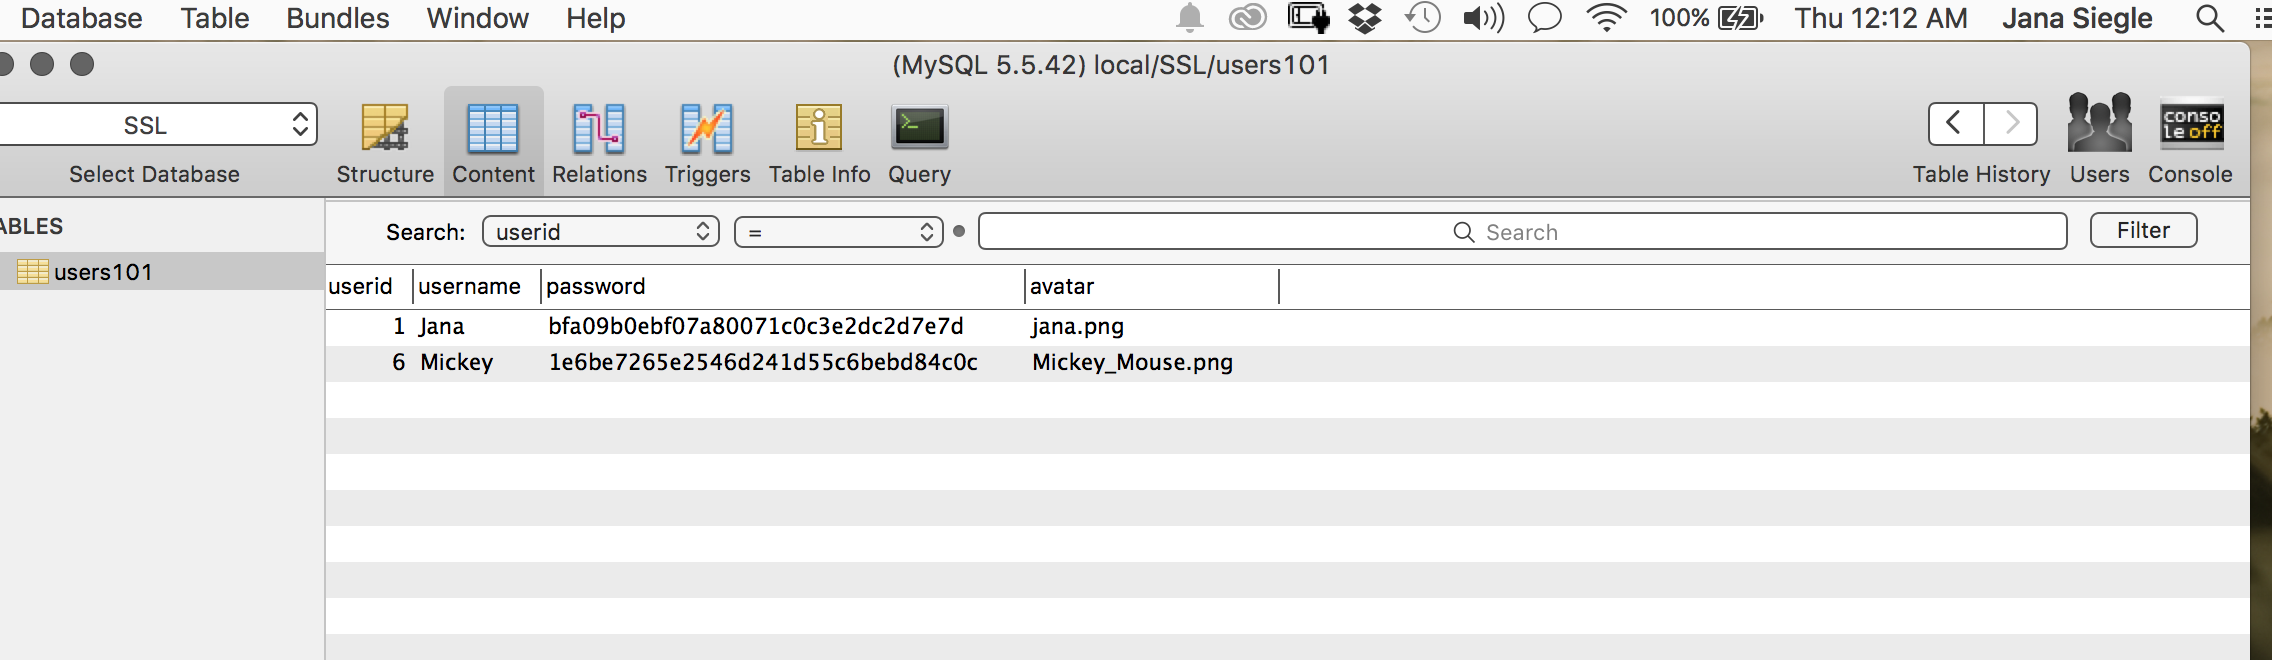 Database Table Bundles Window Help 100% Thu 12:12 AM Jana Siegle
(MySQL 5.5.42) local/SSL/users101
SSL
conso
le off
Select Database Structure Content Relations Triggers Table Info Query Table History Users Console
ABLES
Search: userid = Search Filter
users101
userid username password avatar
1 Jana bfa09b0ebf07a80071c0c3e2dc2d7e7d jana.png
6 Mickey 1e6be7265e2546d241d55c6bebd84c0c Mickey_Mouse.png